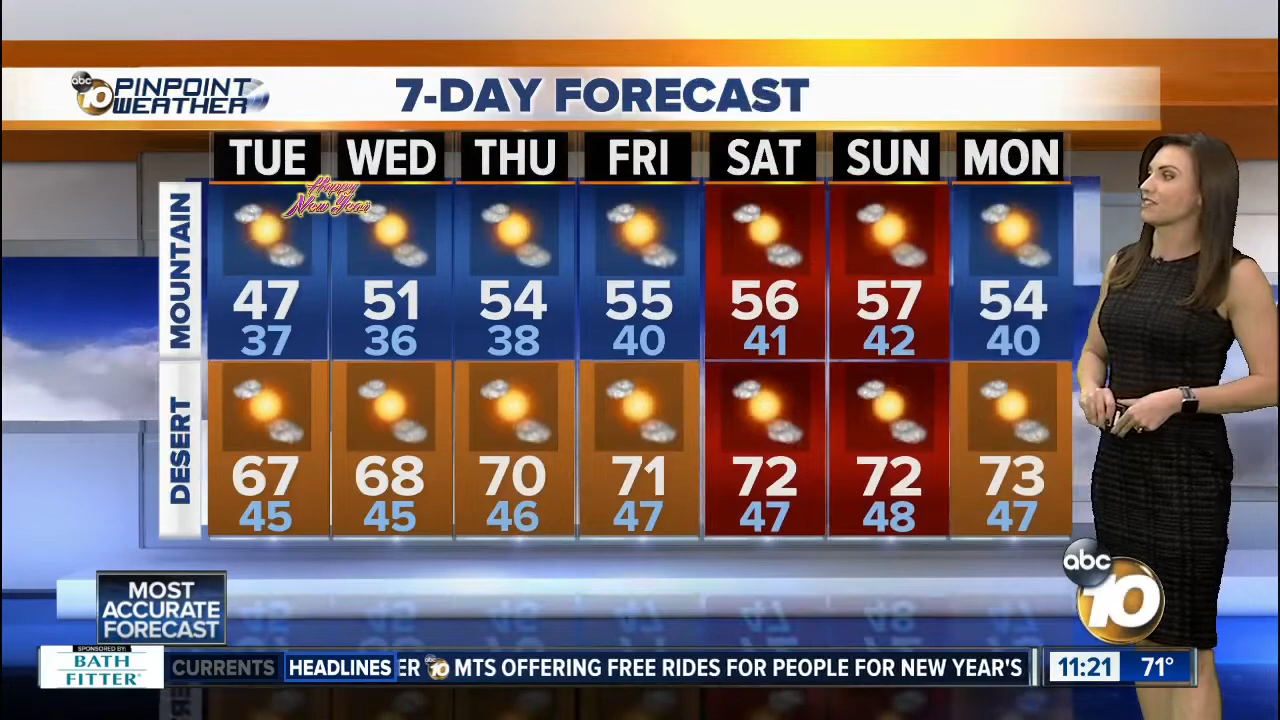 abc
10
PINPOINT
WEATHER
7-DAY FORECAST
TUE WED THU FRI SAT SUN MON
Happy
New Year
MOUNTAIN
47 51 54 55 56 57 54
37 36 38 40 41 42 40
DESERT
67 68 70 71 72 72 73
45 45 46 47 47 48 47
abc
10
MOST
ACCURATE
FORECAST
SPONSORED BY:
BATH
FITTER®
CURRENTS HEADLINES ER abc 10 MTS OFFERING FREE RIDES FOR PEOPLE FOR NEW YEAR'S 11:21 71°